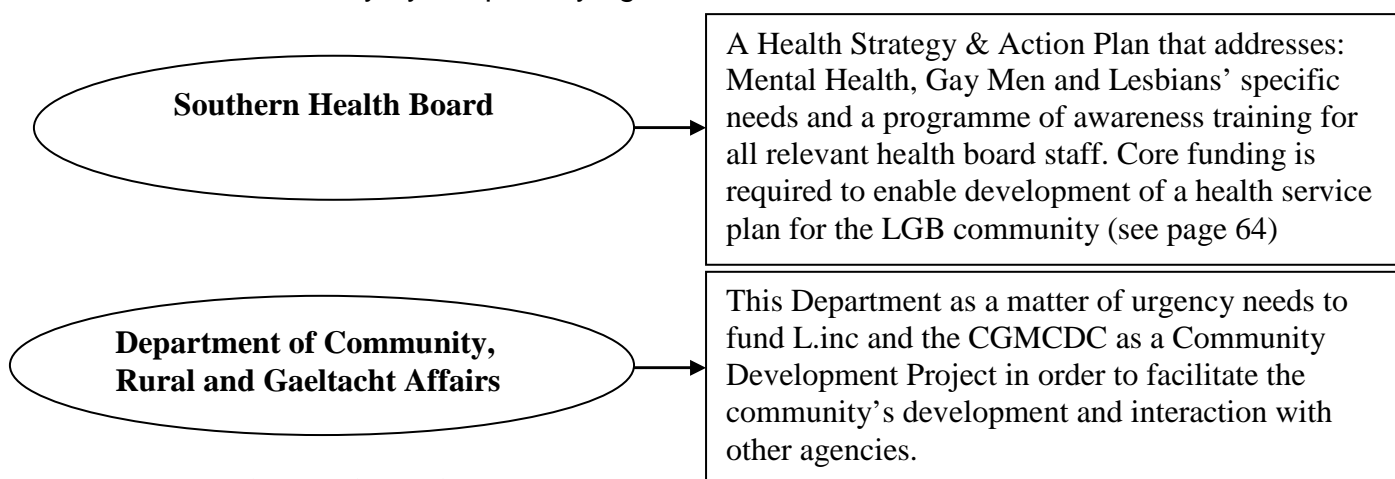 Southern Health Board
A Health Strategy & Action Plan that addresses:
Mental Health, Gay Men and Lesbians’ specific
needs and a programme of awareness training for
all relevant health board staff. Core funding is
required to enable development of a health service
plan for the LGB community (see page 64)
Department of Community,
Rural and Gaeltacht Affairs
This Department as a matter of urgency needs to
fund L.inc and the CGMCDC as a Community
Development Project in order to facilitate the
community’s development and interaction with
other agencies.